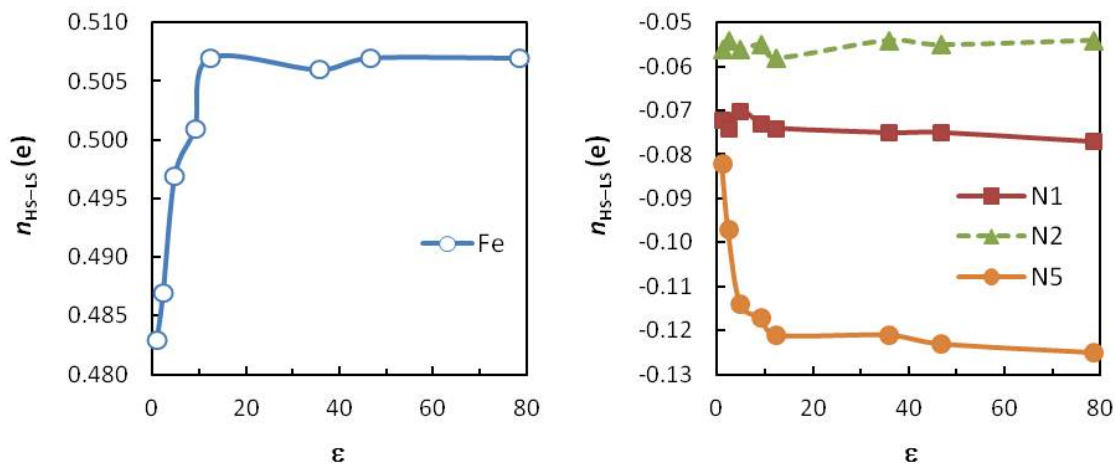 0.510
0.505
0.500
0.495
0.490
0.485
0.480
n HS–LS (e)
Fe
0 20 40 60 80
ε
-0.05
-0.06
-0.07
-0.08
-0.09
-0.10
-0.11
-0.12
-0.13
n HS–LS (e)
N1
N2
N5
0 20 40 60 80
ε